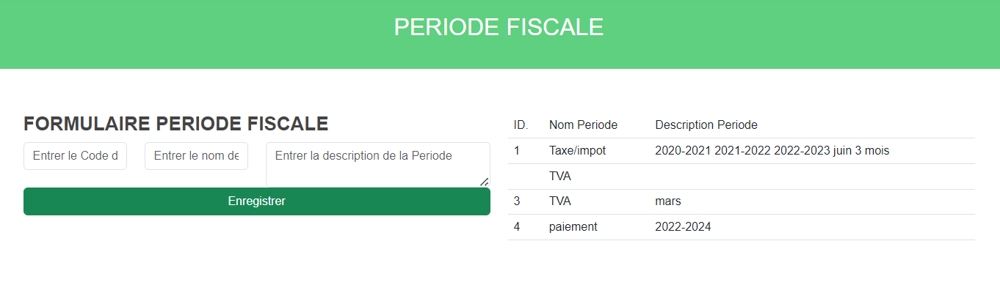 PERIODE FISCALE
FORMULAIRE PERIODE FISCALE
Entrer le Code d
Entrer le nom de
Entrer la description de la Periode
Enregistrer
ID. Nom Periode Description Periode
1 Taxe/impot 2020-2021 2021-2022 2022-2023 juin 3 mois
TVA
3 TVA mars
4 paiement 2022-2024